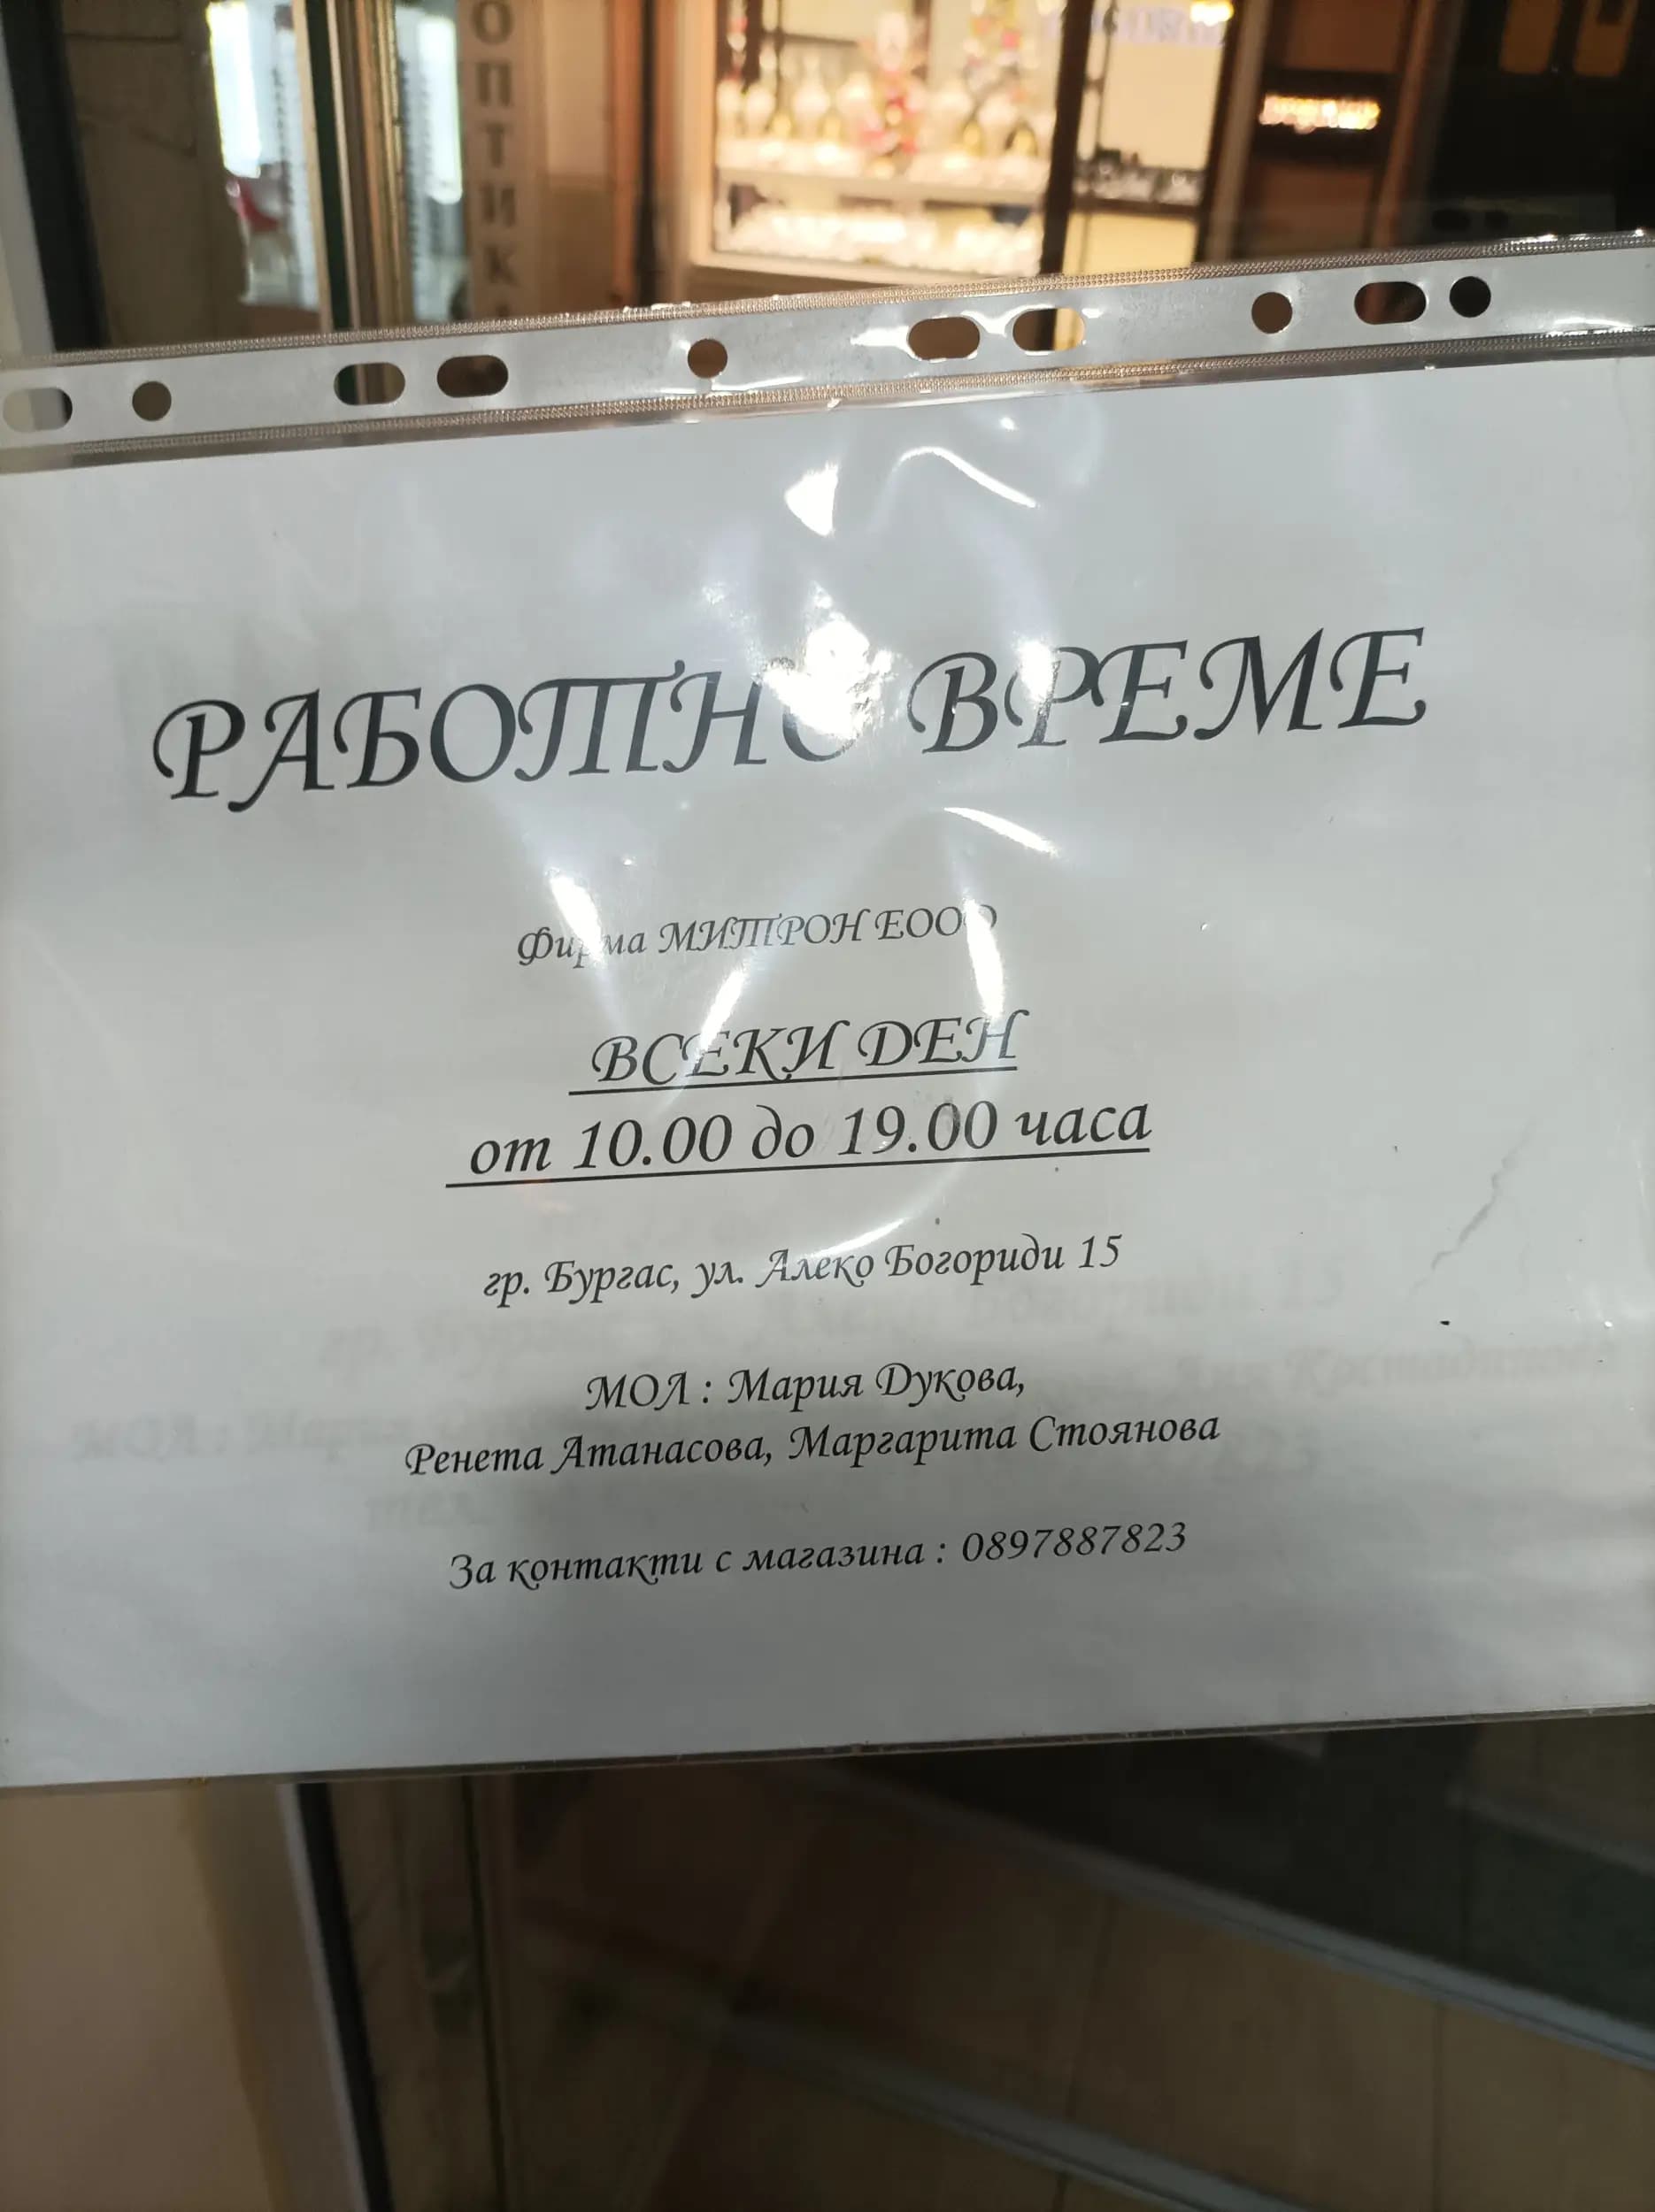 ОПТИК
РАБОТНО ВРЕМЕ
Фирма МИТРОН ЕООД
ВСЕКИ ДЕН
от 10.00 до 19.00 часа
гр. Бургас, ул. Алеко Богориди 15
МОЛ : Мария Дукова,
Ренета Атанасова, Маргарита Стоянова
За контакти с магазина : 0897887823